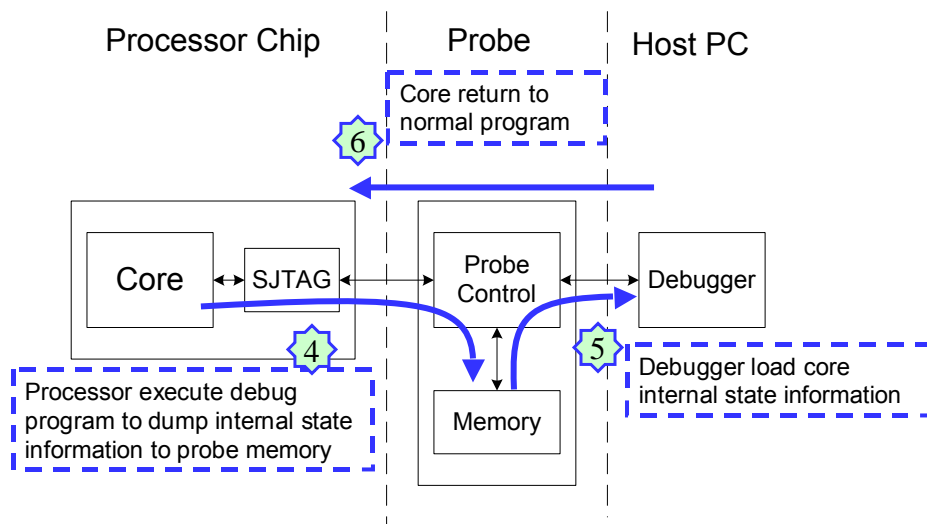 Processor Chip
Probe
Host PC
Core return to
normal program
6
Core
SJTAG
Probe
Control
Debugger
4
5
Processor execute debug
program to dump internal state
information to probe memory
Memory
Debugger load core
internal state information